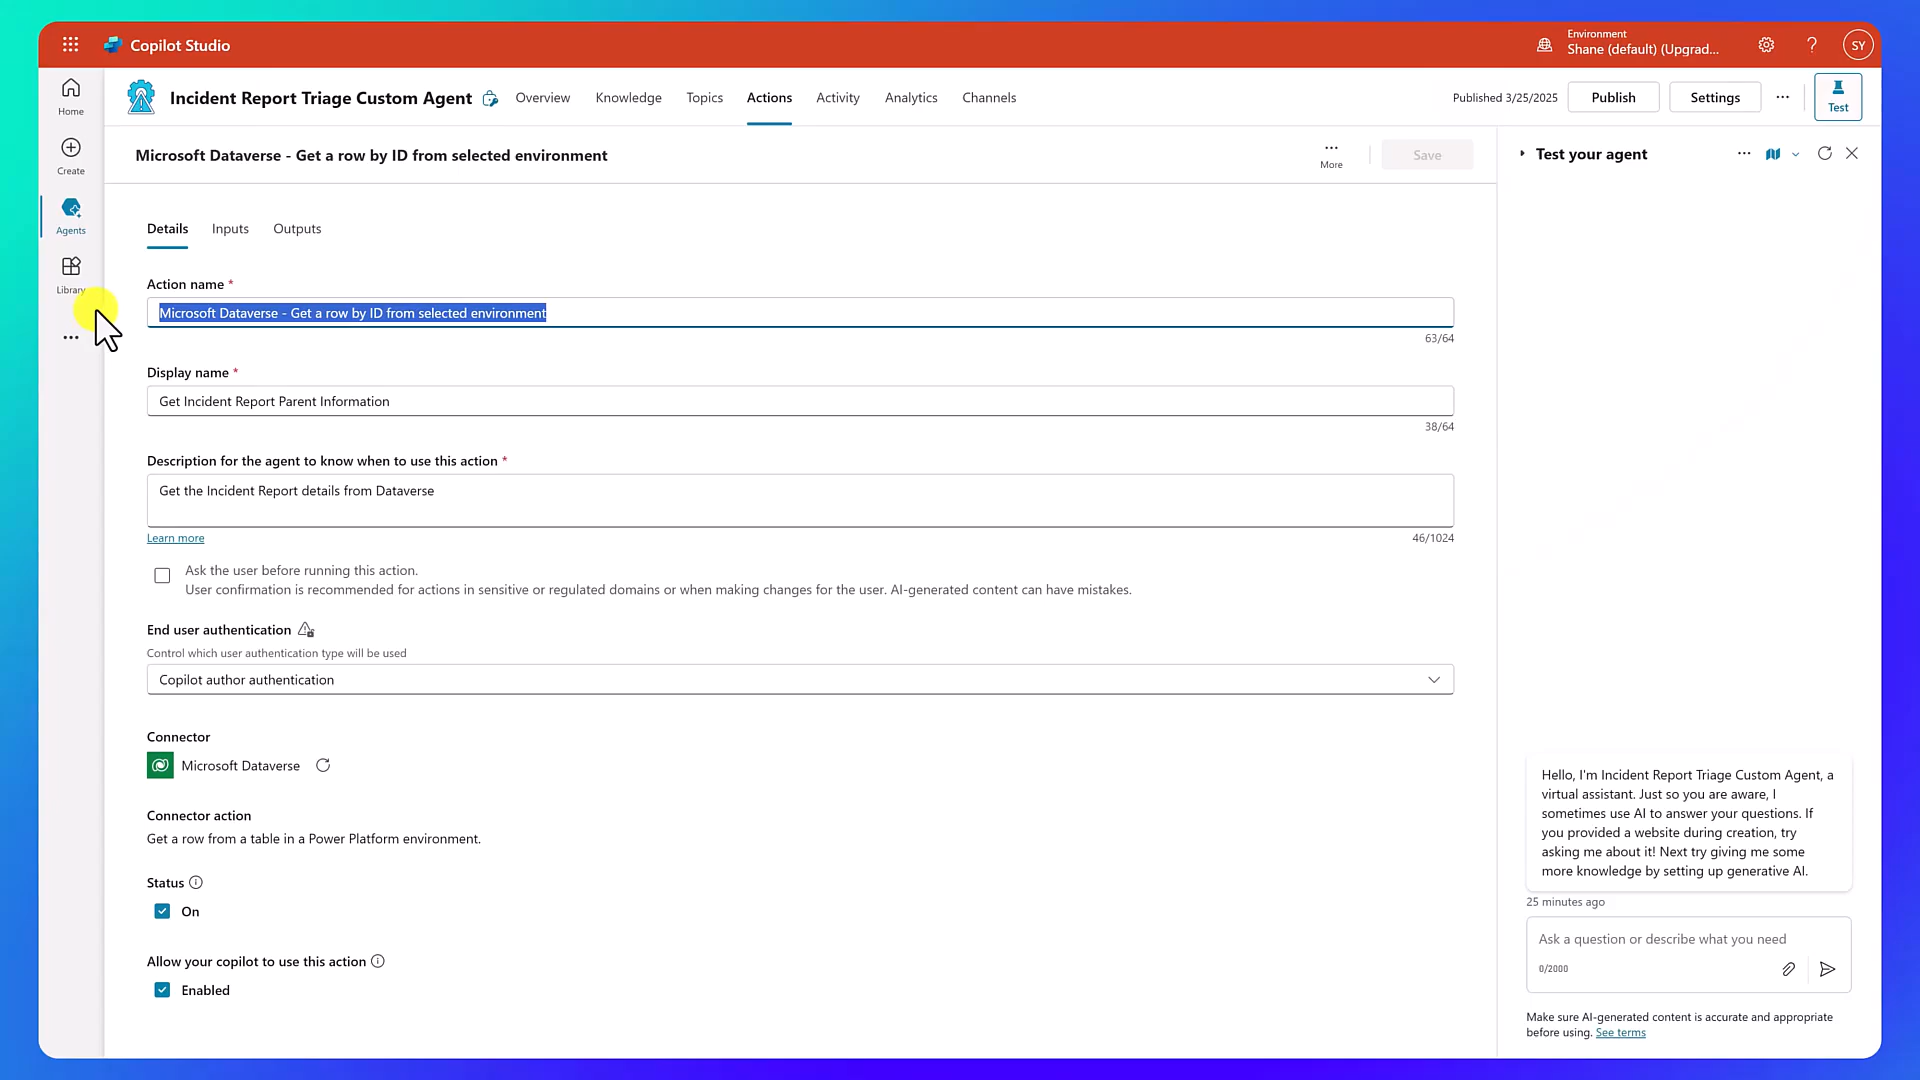 Copilot Studio
Environment
Shane (default) (Upgrad...
SY
Home
Create
Agents
Library
Incident Report Triage Custom Agent
Overview
Knowledge
Topics
Actions
Activity
Analytics
Channels
Published 3/25/2025
Publish
Settings
Test
Microsoft Dataverse - Get a row by ID from selected environment
More
Save
Details
Inputs
Outputs
Action name *
Microsoft Dataverse - Get a row by ID from selected environment
63/64
Display name *
Get Incident Report Parent Information
38/64
Description for the agent to know when to use this action *
Get the Incident Report details from Dataverse
Learn more
46/1024
Ask the user before running this action.
User confirmation is recommended for actions in sensitive or regulated domains or when making changes for the user. AI-generated content can have mistakes.
End user authentication
Control which user authentication type will be used
Copilot author authentication
Connector
Microsoft Dataverse
Connector action
Get a row from a table in a Power Platform environment.
Status
On
Allow your copilot to use this action
Enabled
Test your agent
Hello, I'm Incident Report Triage Custom Agent, a
virtual assistant. Just so you are aware, I
sometimes use AI to answer your questions. If
you provided a website during creation, try
asking me about it! Next try giving me some
more knowledge by setting up generative AI.
25 minutes ago
Ask a question or describe what you need
0/2000
Make sure AI-generated content is accurate and appropriate
before using. See terms